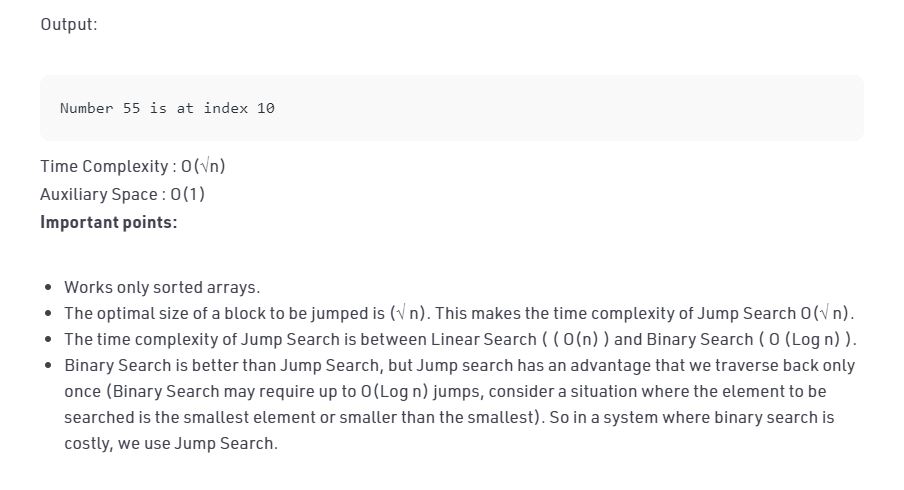 Output:
Number 55 is at index 10
Time Complexity : O(√n)
Auxiliary Space : O(1)
Important points:
• Works only sorted arrays.
• The optimal size of a block to be jumped is (√ n). This makes the time complexity of Jump Search O(√ n).
• The time complexity of Jump Search is between Linear Search ( ( O(n) ) and Binary Search ( O (Log n) ).
• Binary Search is better than Jump Search, but Jump search has an advantage that we traverse back only
once (Binary Search may require up to O(Log n) jumps, consider a situation where the element to be
searched is the smallest element or smaller than the smallest). So in a system where binary search is
costly, we use Jump Search.